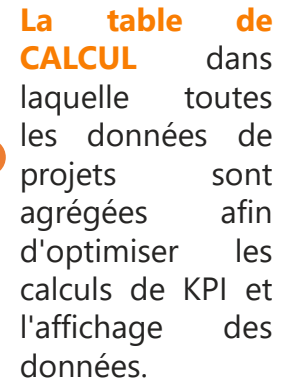 La table de
CALCUL dans
laquelle toutes
les données de
projets sont
agrégées afin
d'optimiser les
calculs de KPI et
l'affichage des
données.